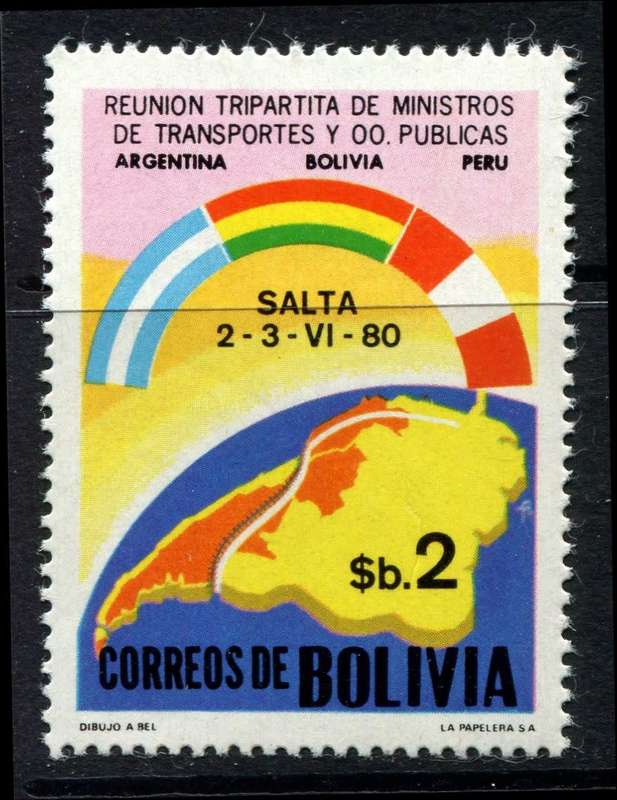 REUNION TRIPARTITA DE MINISTROS
DE TRANSPORTES Y OO. PUBLICAS
ARGENTINA BOLIVIA PERU
SALTA
2-3-VI-80
$b.2
CORREOS DE BOLIVIA
DIBUJO A BEL LA PAPELERA S A